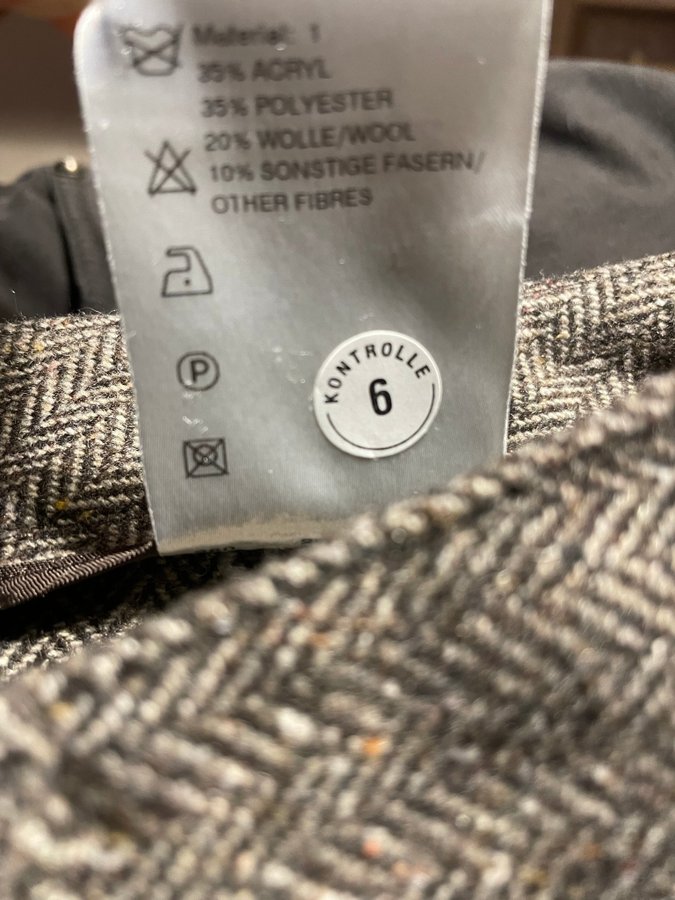 Material: 1
35% ACRYL
35% POLYESTER
20% WOLLE/WOOL
10% SONSTIGE FASERN/
OTHER FIBRES
P
KONTROLLE
6